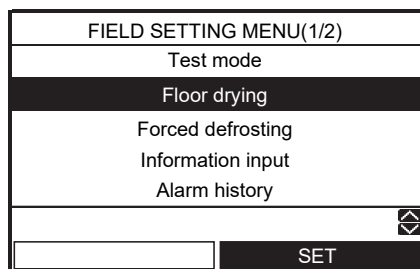 FIELD SETTING MENU(1/2)
Test mode
Floor drying
Forced defrosting
Information input
Alarm history
SET